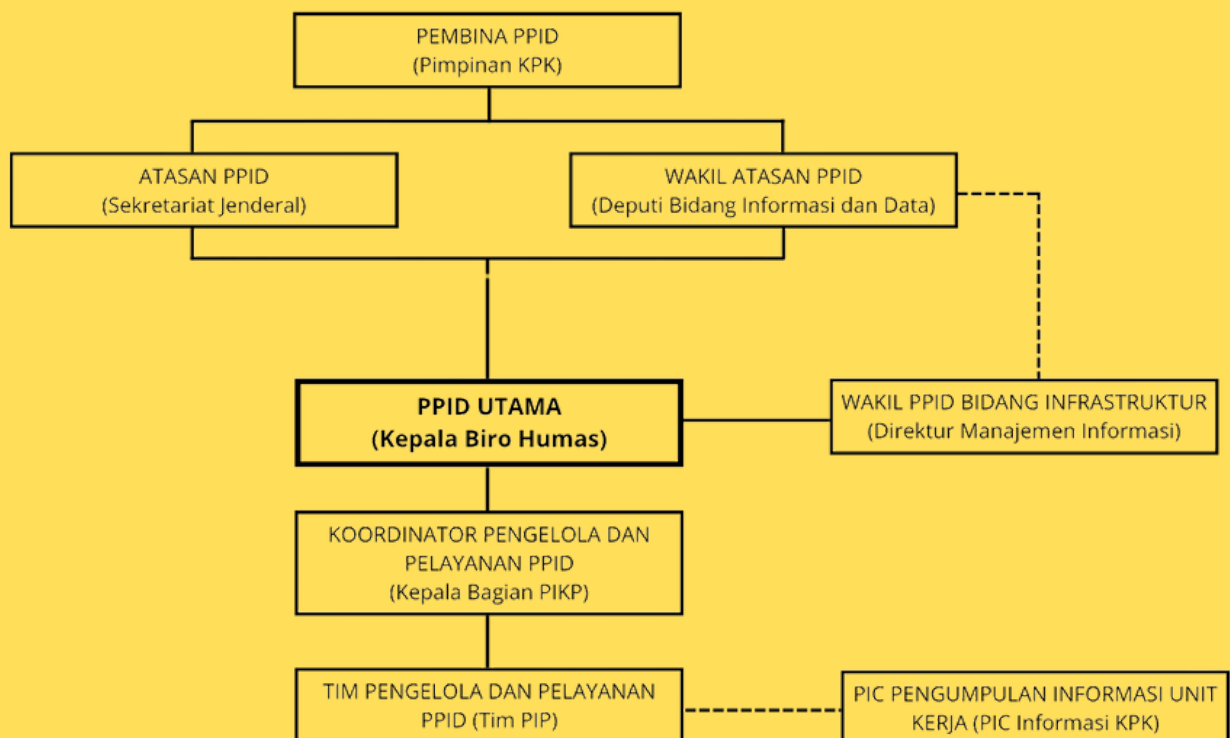 PEMBINA PPID
(Pimpinan KPK)
ATASAN PPID
(Sekretariat Jenderal)
WAKIL ATASAN PPID
(Deputi Bidang Informasi dan Data)
PPID UTAMA
(Kepala Biro Humas)
WAKIL PPID BIDANG INFRASTRUKTUR
(Direktur Manajemen Informasi)
KOORDINATOR PENGELOLA DAN
PELAYANAN PPID
(Kepala Bagian PIKP)
TIM PENGELOLA DAN PELAYANAN
PPID (Tim PIP)
PIC PENGUMPULAN INFORMASI UNIT
KERJA (PIC Informasi KPK)